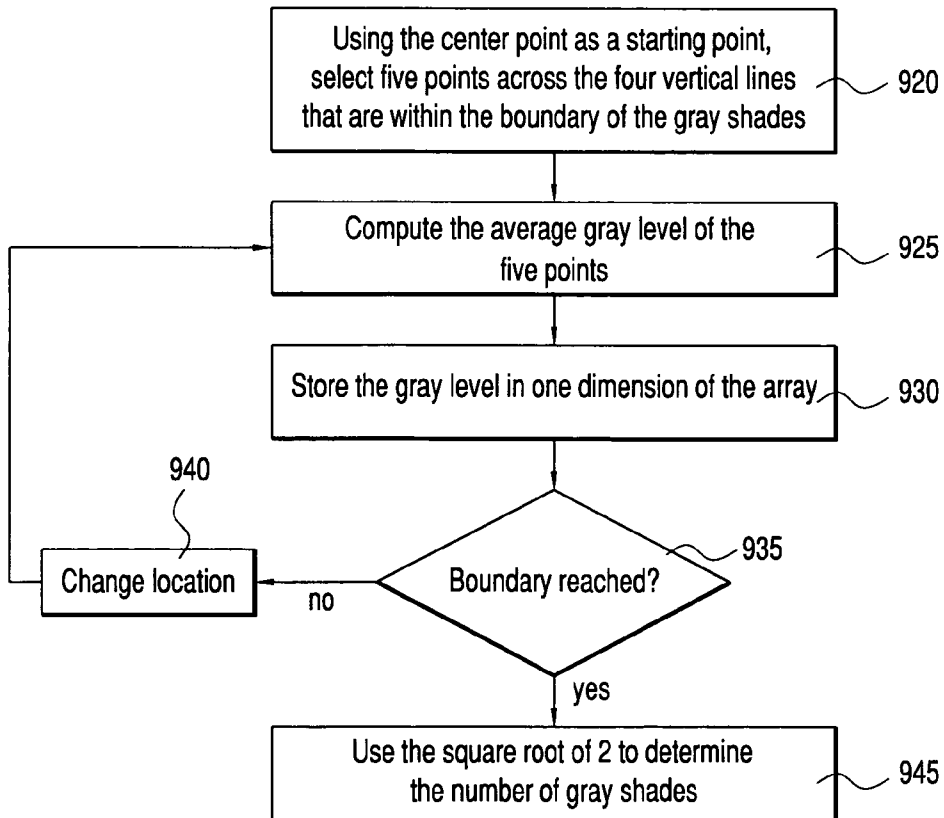 Using the center point as a starting point,
select five points across the four vertical lines
that are within the boundary of the gray shades
920
Compute the average gray level of the
five points
925
Store the gray level in one dimension of the array
930
940
935
Change location
no
Boundary reached?
yes
Use the square root of 2 to determine
the number of gray shades
945